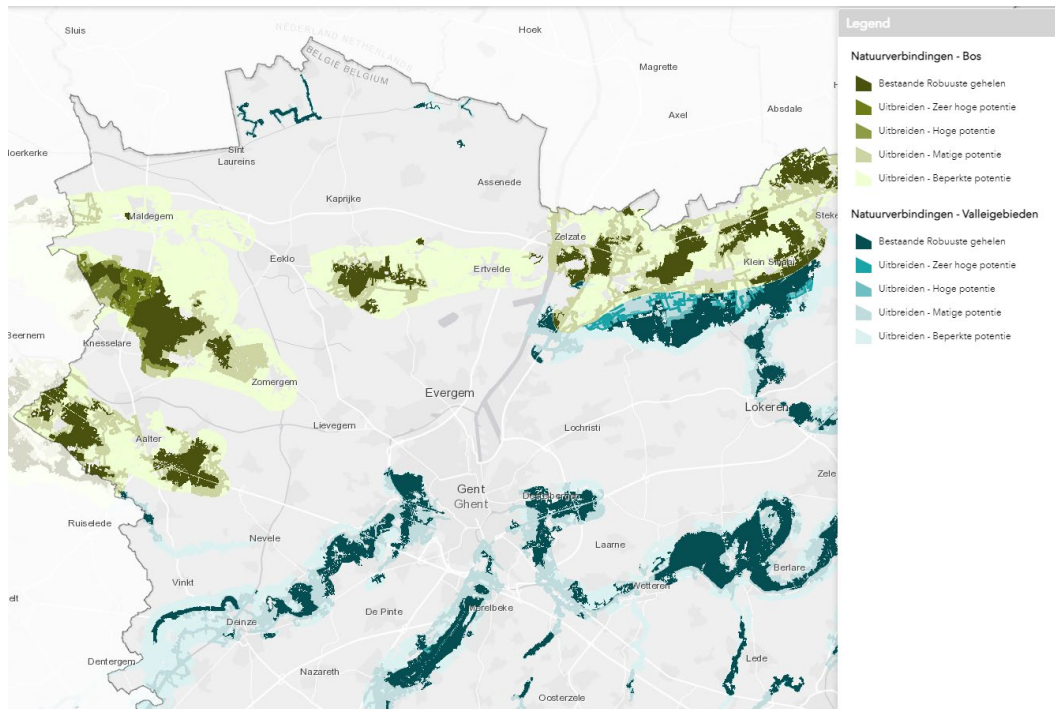 Sluis
Hoek
NEDERLAND NETHERLANDS
BELGIË BELGIUM
Magrette
Absdale
Axel
Sint
Laureins
Assenede
Kaprijke
Maldegem
Zelzate
Eeklo
Ertvelde
Knesselare
Zomergem
Evergem
Lokeren
Aalter
Lievegem
Lochristi
Gent
Ghent
Destelbergen
Ruiselede
Nevele
Laarne
Vinkt
Wetteren
Berlare
De Pinte
Merelbeke
Deinze
Dentergem
Nazareth
Lede
Oosterzele
Zele
Legend
Natuurverbindingen - Bos
Bestaande Robuuste gehelen
Uitbreiden - Zeer hoge potentie
Uitbreiden - Hoge potentie
Uitbreiden - Matige potentie
Uitbreiden - Beperkte potentie
Natuurverbindingen - Valleigebieden
Bestaande Robuuste gehelen
Uitbreiden - Zeer hoge potentie
Uitbreiden - Hoge potentie
Uitbreiden - Matige potentie
Uitbreiden - Beperkte potentie